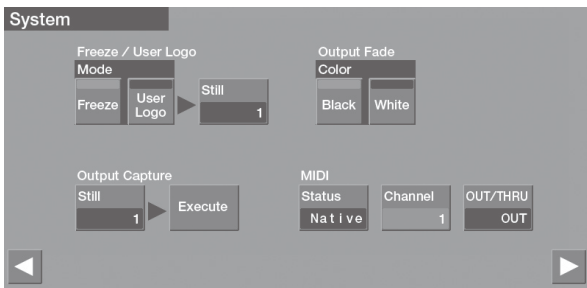 System
Freeze / User Logo
Output Fade
Mode
Color
Freeze
User
Logo
Still
1
Black
White
Output Capture
MIDI
Still
1
Execute
Status
Native
Channel
1
OUT/THRU
OUT